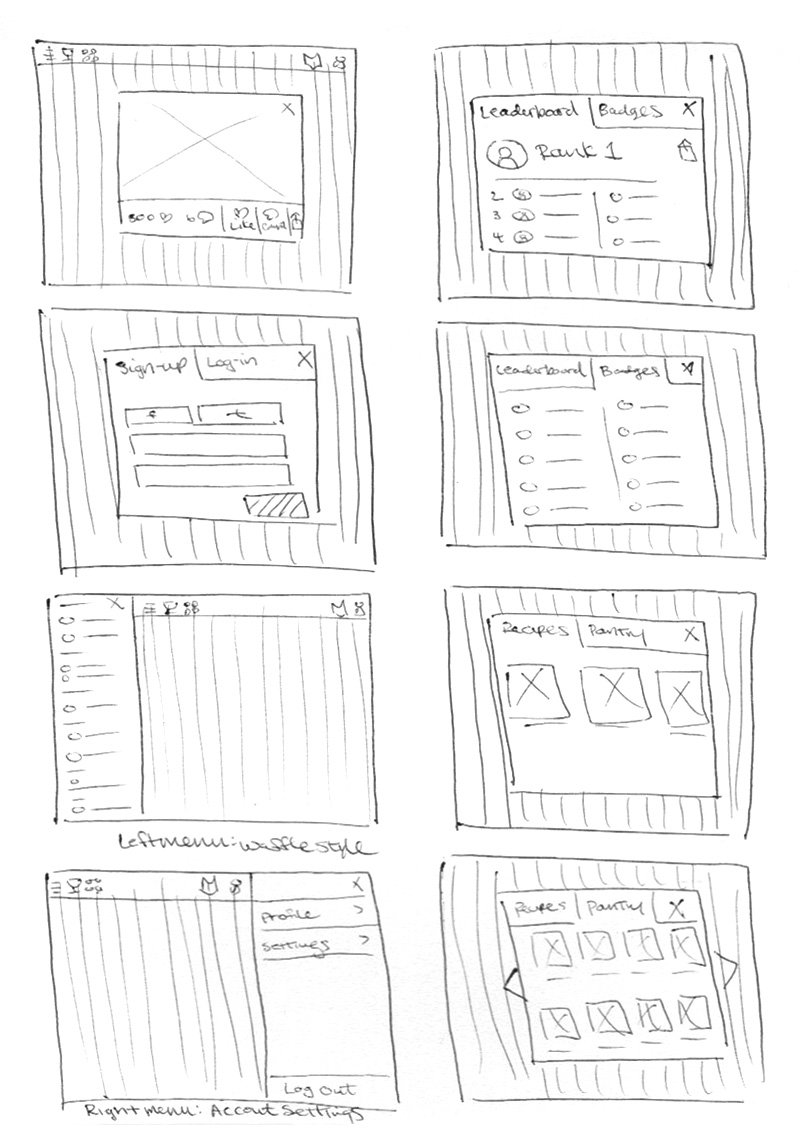 X
300 6 Like
Sign-up Log-in X
f t
X
Left menu: waffle style
X
Profile >
Settings >
Log Out
Right menu: Accout Settings
Leaderboard Badges X
Rank 1
2
3
4
Leaderboard Badges X
Recipes Pantry X
Recipes Pantry X